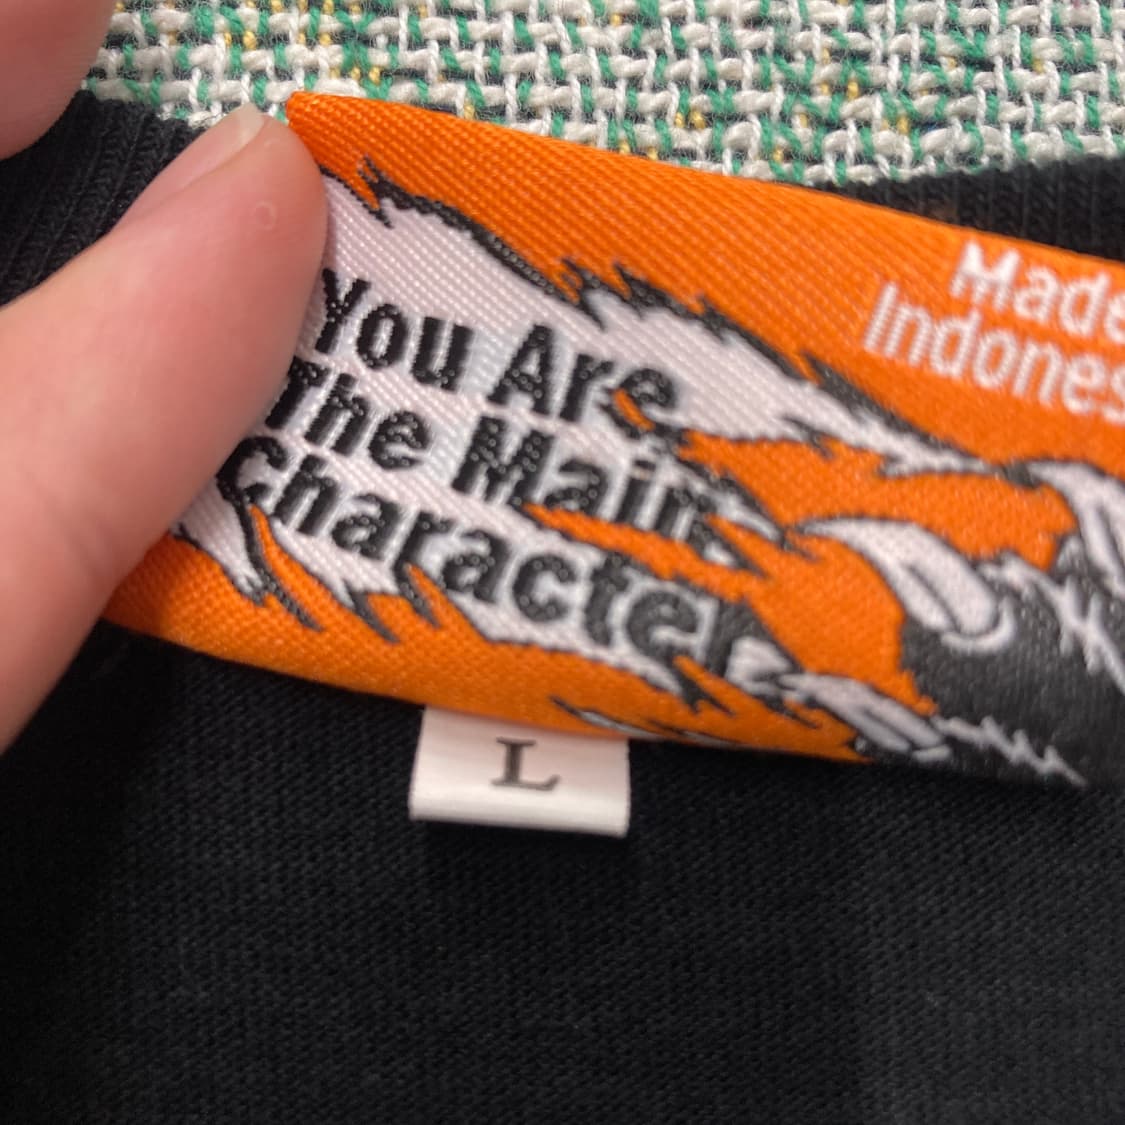 You Are
The Main
Character
Made
Indones
L